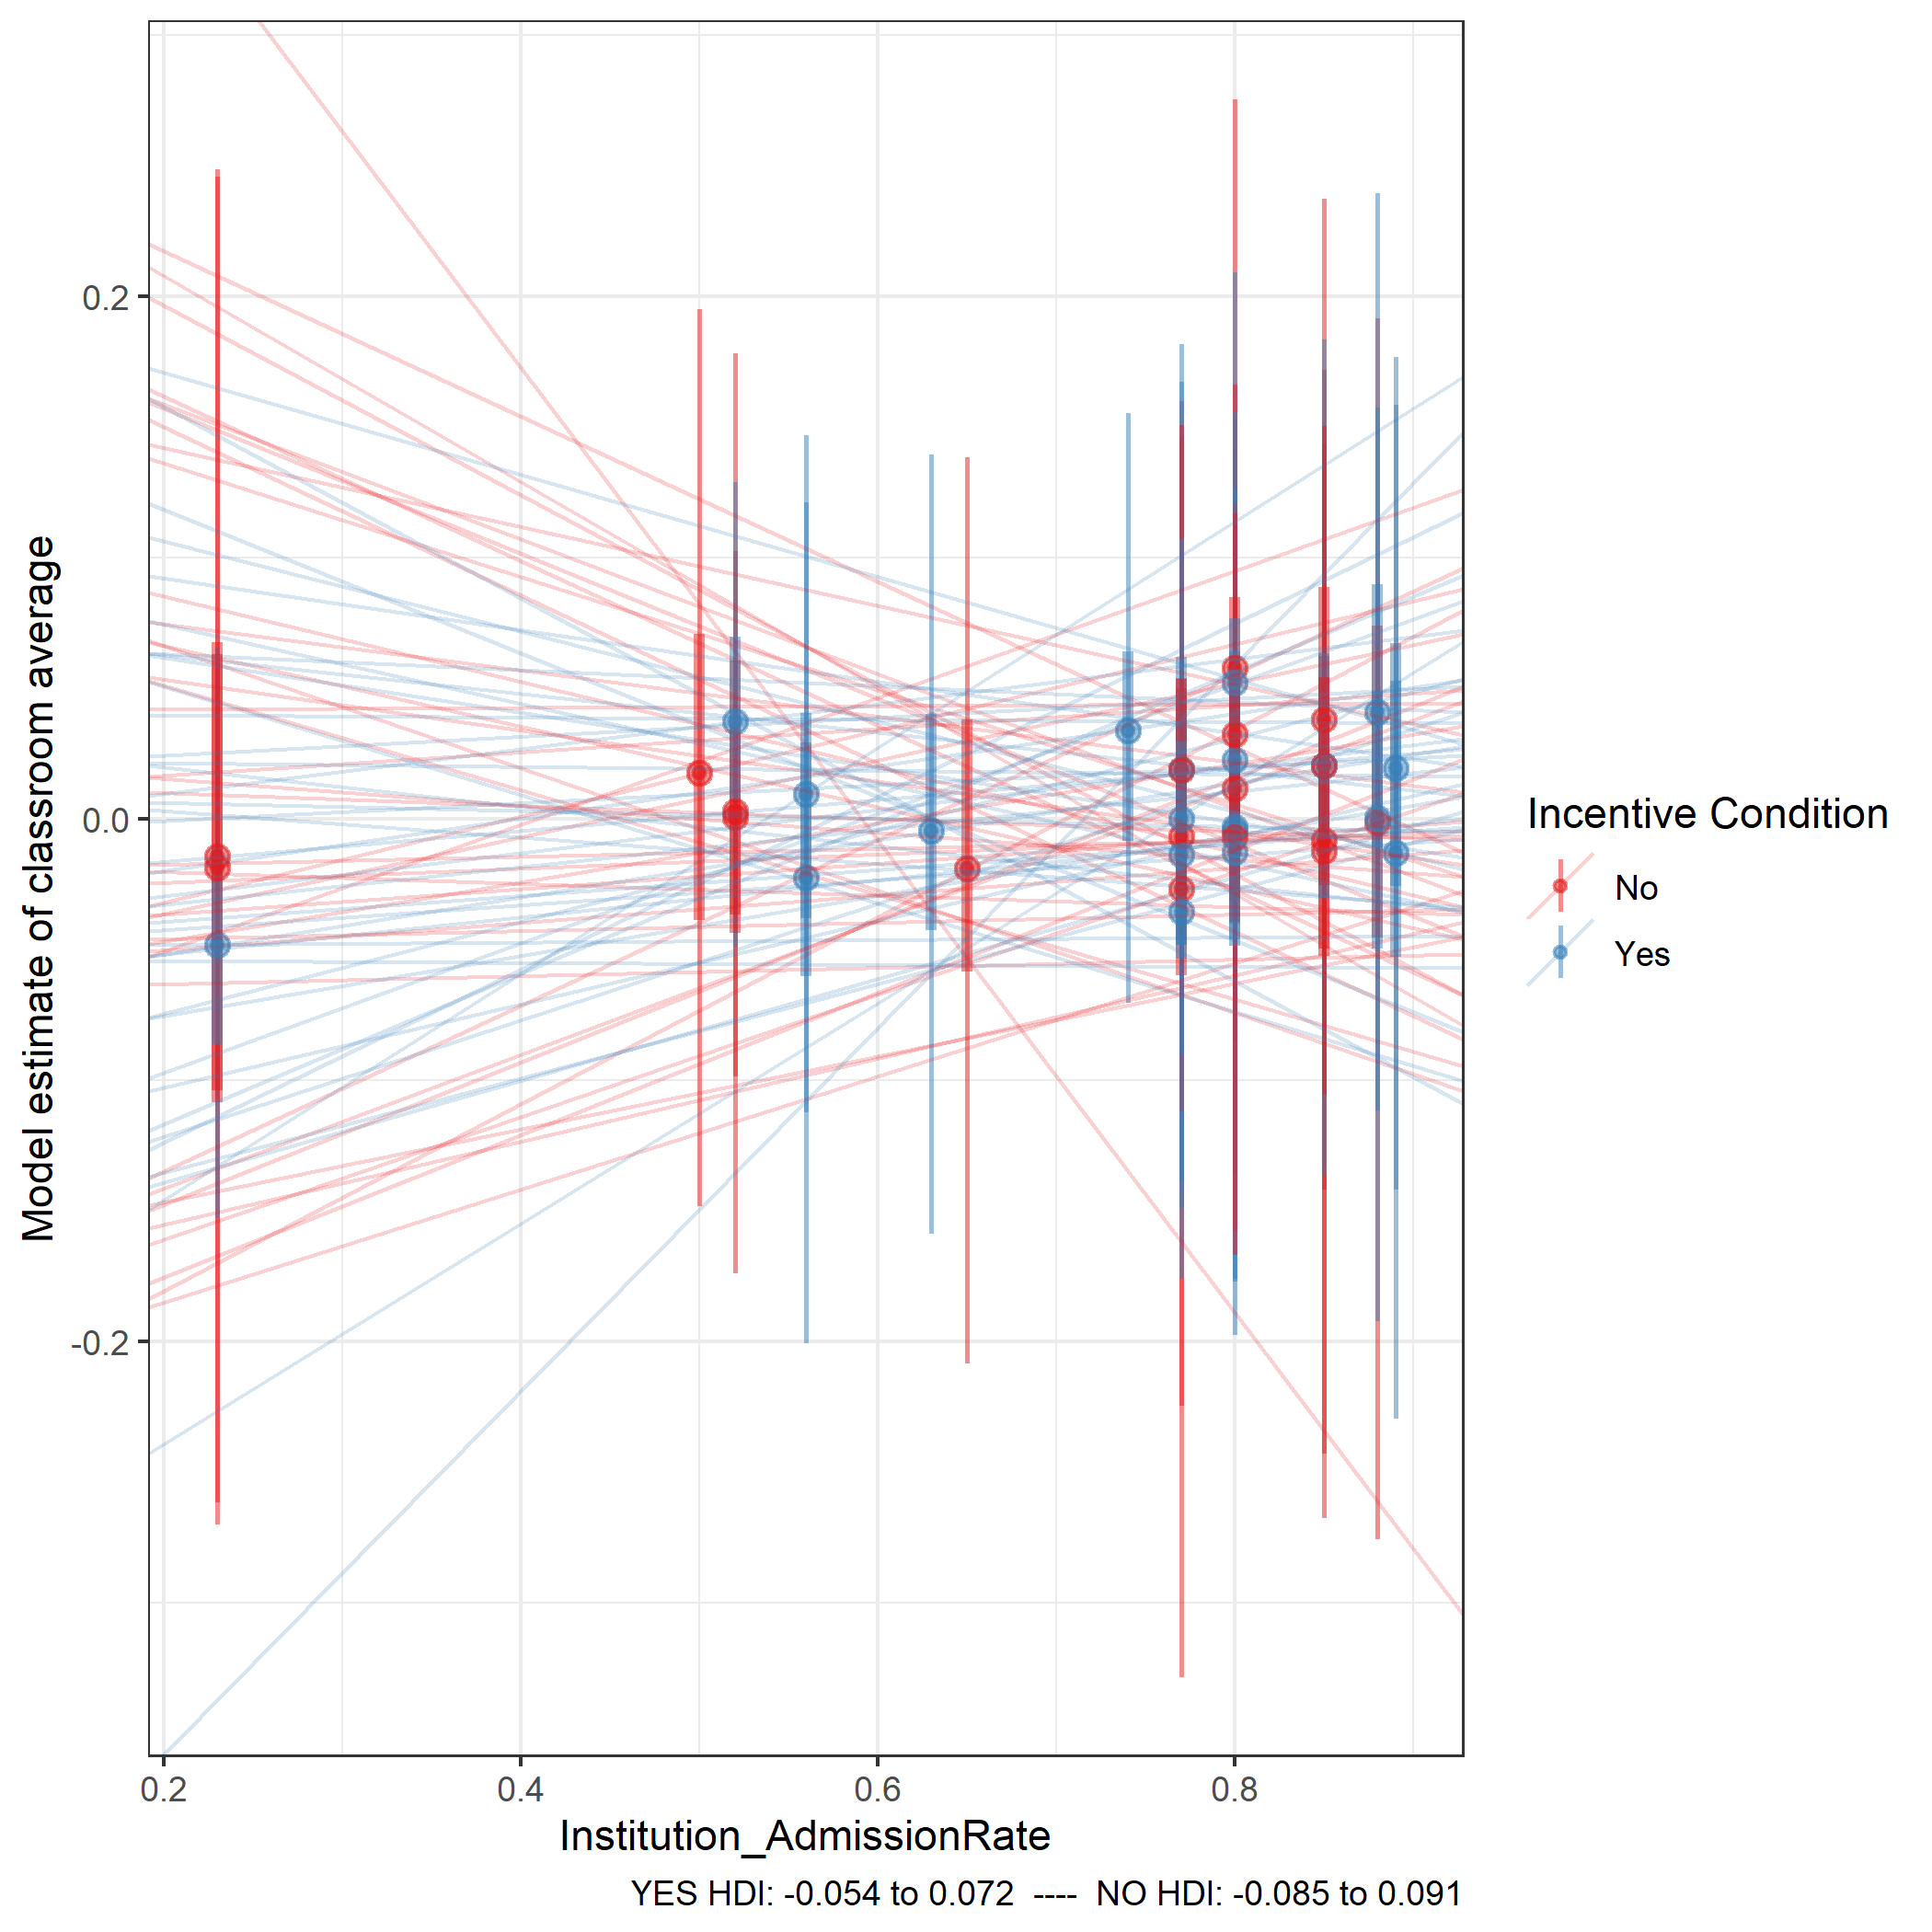 Model estimate of classroom average
0.2
0.0
-0.2
0.2 0.4 0.6 0.8
Institution_AdmissionRate
YES HDI: -0.054 to 0.072 ---- NO HDI: -0.085 to 0.091
Incentive Condition
No
Yes